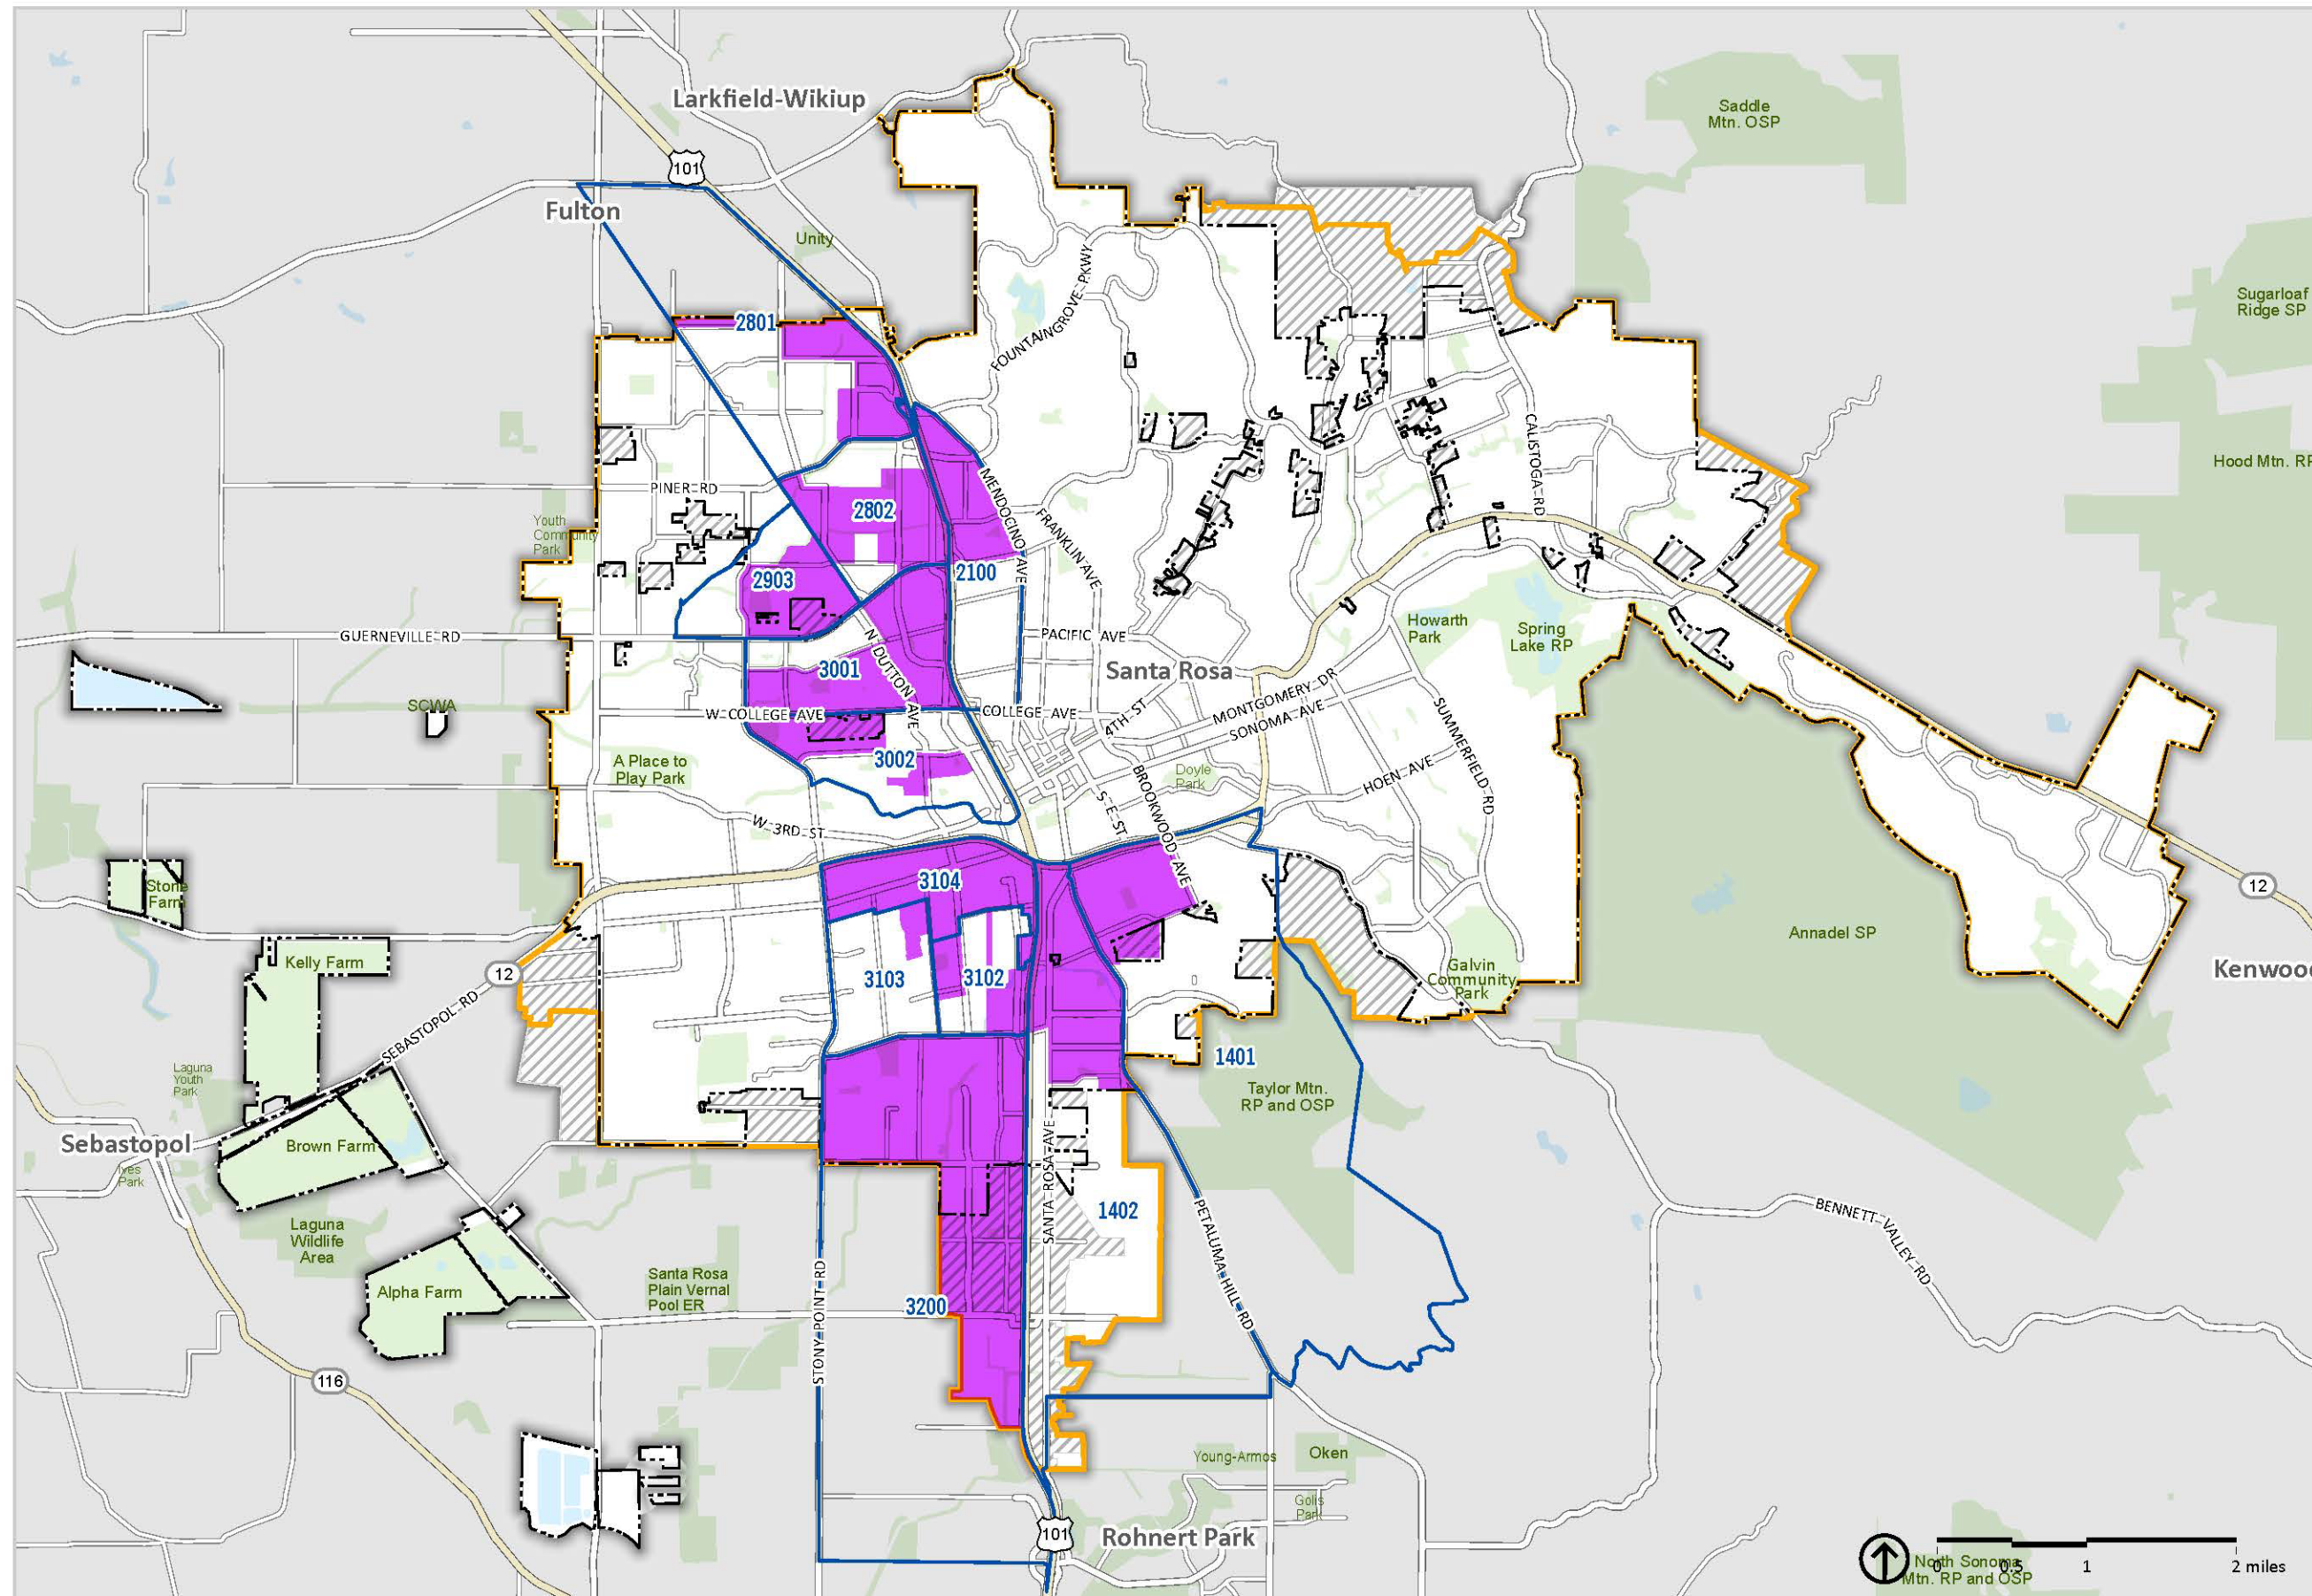 Larkfield-Wikiup
Saddle
Mtn. OSP
101
Fulton
Unity
FOUNTAINGROVE PKWY
Sugarloaf
Ridge SP
2801
CALISTOGA RD
Hood Mtn. RP
PINER RD
MENDOCINO AVE
2802
FRANKLIN AVE
Youth
Community
Park
2903
2100
GUERNEVILLE RD
PACIFIC AVE
Howarth
Park
Spring
Lake RP
N DUTTON AVE
3001
Santa Rosa
SCWA
W COLLEGE AVE
COLLEGE AVE
4TH ST
MONTGOMERY DR
SONOMA AVE
SUMMERFIELD RD
3002
A Place to
Play Park
Doyle
Park
HOEN AVE
BROOKWOOD AVE
S E ST
W 3RD ST
Stone
Farm
3104
12
Annadel SP
Kelly Farm
12
3103
3102
Galvin
Community
Park
Kenwood
SEBASTOPOL RD
Laguna
Youth
Park
1401
Taylor Mtn.
RP and OSP
Sebastopol
Brown Farm
Ives
Park
SANTA ROSA AVE
1402
PETALUMA HILL RD
BENNETT VALLEY RD
Laguna
Wildlife
Area
Alpha Farm
Santa Rosa
Plain Vernal
Pool ER
STONY POINT RD
3200
116
Young-Armos
Oken
Golis
Park
101
Rohnert Park
North Sonoma
Mtn. RP and OSP
0 0.5 1 2 miles